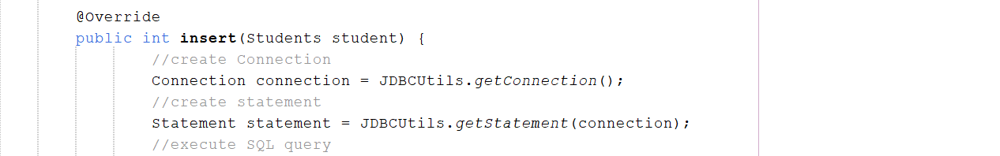 @Override
public int insert(Students student) {
//create Connection
Connection connection = JDBCUtils.getConnection();
//create statement
Statement statement = JDBCUtils.getStatement(connection);
//execute SQL query